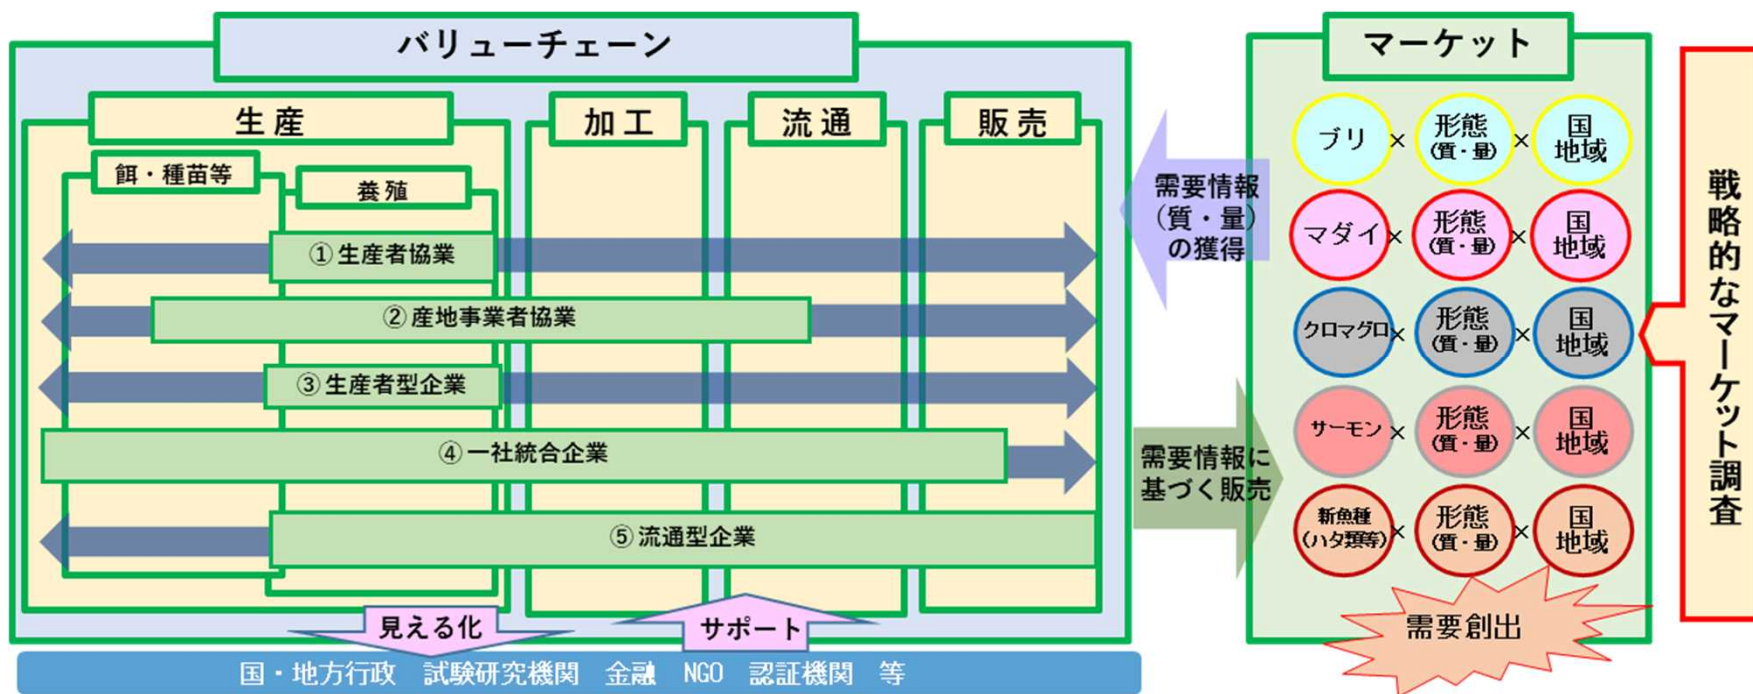 バリューチェーン
生産
加工
流通
販売
餌・種苗等
養殖
①生産者協業
②産地事業者協業
③生産者型企業
④一社統合企業
⑤流通型企業
見える化
サポート
国・地方行政 試験研究機関 金融 NGO 認証機関 等
需要情報
(質・量)
の獲得
需要情報に
基づく販売
マーケット
ブリ × 形態 × 国
(質・量) 地域
マダイ × 形態 × 国
(質・量) 地域
クロマグロ × 形態 × 国
(質・量) 地域
サーモン × 形態 × 国
(質・量) 地域
新魚種 × 形態 × 国
(ハタ類等) (質・量) 地域
需要創出
戦略的なマーケット調査